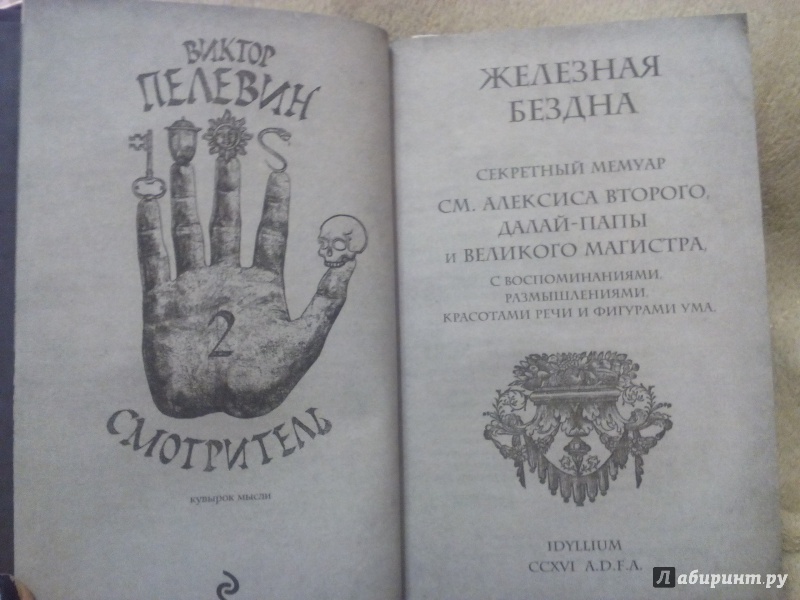 ВИКТОР
ПЕЛЕВИН
2
СМОТРИТЕЛЬ
кувырок мысли
ЖЕЛЕЗНАЯ
БЕЗДНА
СЕКРЕТНЫЙ МЕМУАР
СМ. АЛЕКСИСА ВТОРОГО,
ДАЛАЙ-ПАПЫ
И ВЕЛИКОГО МАГИСТРА,
С ВОСПОМИНАНИЯМИ,
РАЗМЫШЛЕНИЯМИ,
КРАСОТАМИ РЕЧИ И ФИГУРАМИ УМА.
IDYLLIUM
CCXVI A.D.F.A.
Лабиринт.ру